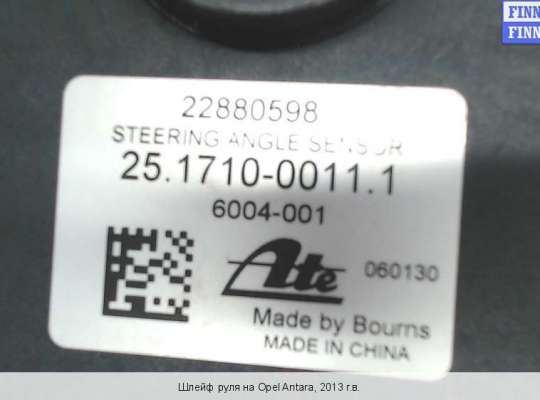 FINN
FINN
22880598
STEERING ANGLE SENSOR
25.1710-0011.1
6004-001
Ate
060130
Made by Bourns
MADE IN CHINA
Шлейф руля на Opel Antara, 2013 г.в.